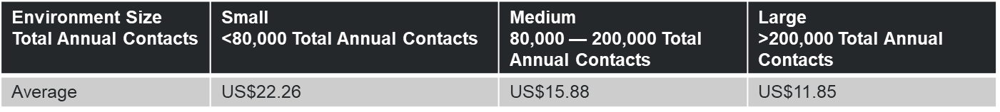 Environment Size
Total Annual Contacts
Small
<80,000 Total Annual Contacts
Medium
80,000 — 200,000 Total
Annual Contacts
Large
>200,000 Total Annual
Contacts
Average
US$22.26
US$15.88
US$11.85